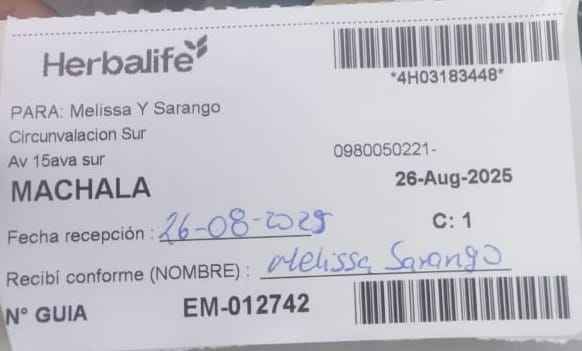 Herbalife
*4H03183448*
PARA: Melissa Y Sarango
Circunvalacion Sur
Av 15ava sur
0980050221-
MACHALA
26-Aug-2025
Fecha recepción : 26-08-2025
C: 1
Recibí conforme (NOMBRE) : Melissa Sarango
N° GUIA EM-012742